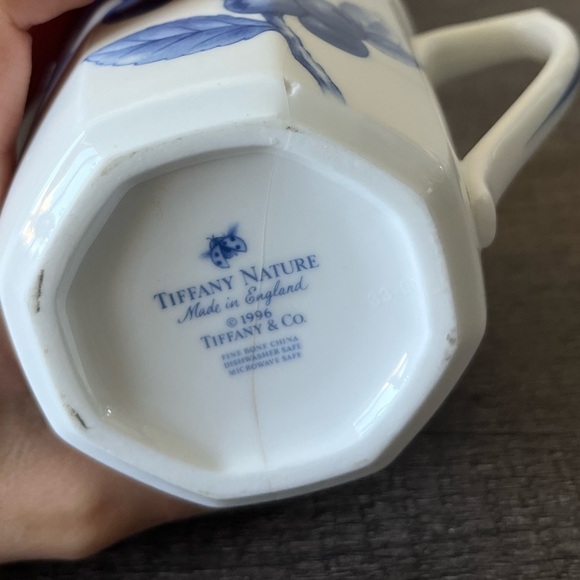 TIFFANY NATURE
Made in England
© 1996
TIFFANY & CO.
FINE BONE CHINA
DISHWASHER SAFE
MICROWAVE SAFE